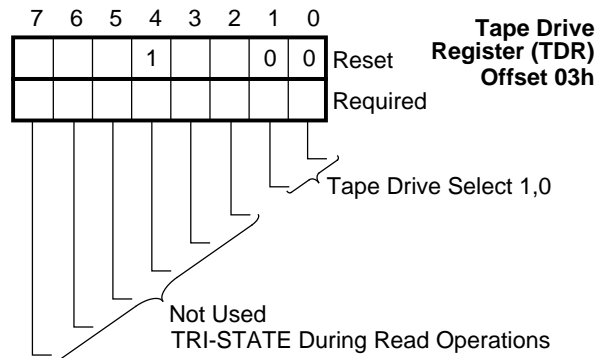 7 6 5 4 3 2 1 0
Tape Drive
Register (TDR)
Offset 03h
1 0 0 Reset
Required
Tape Drive Select 1,0
Not Used
TRI-STATE During Read Operations